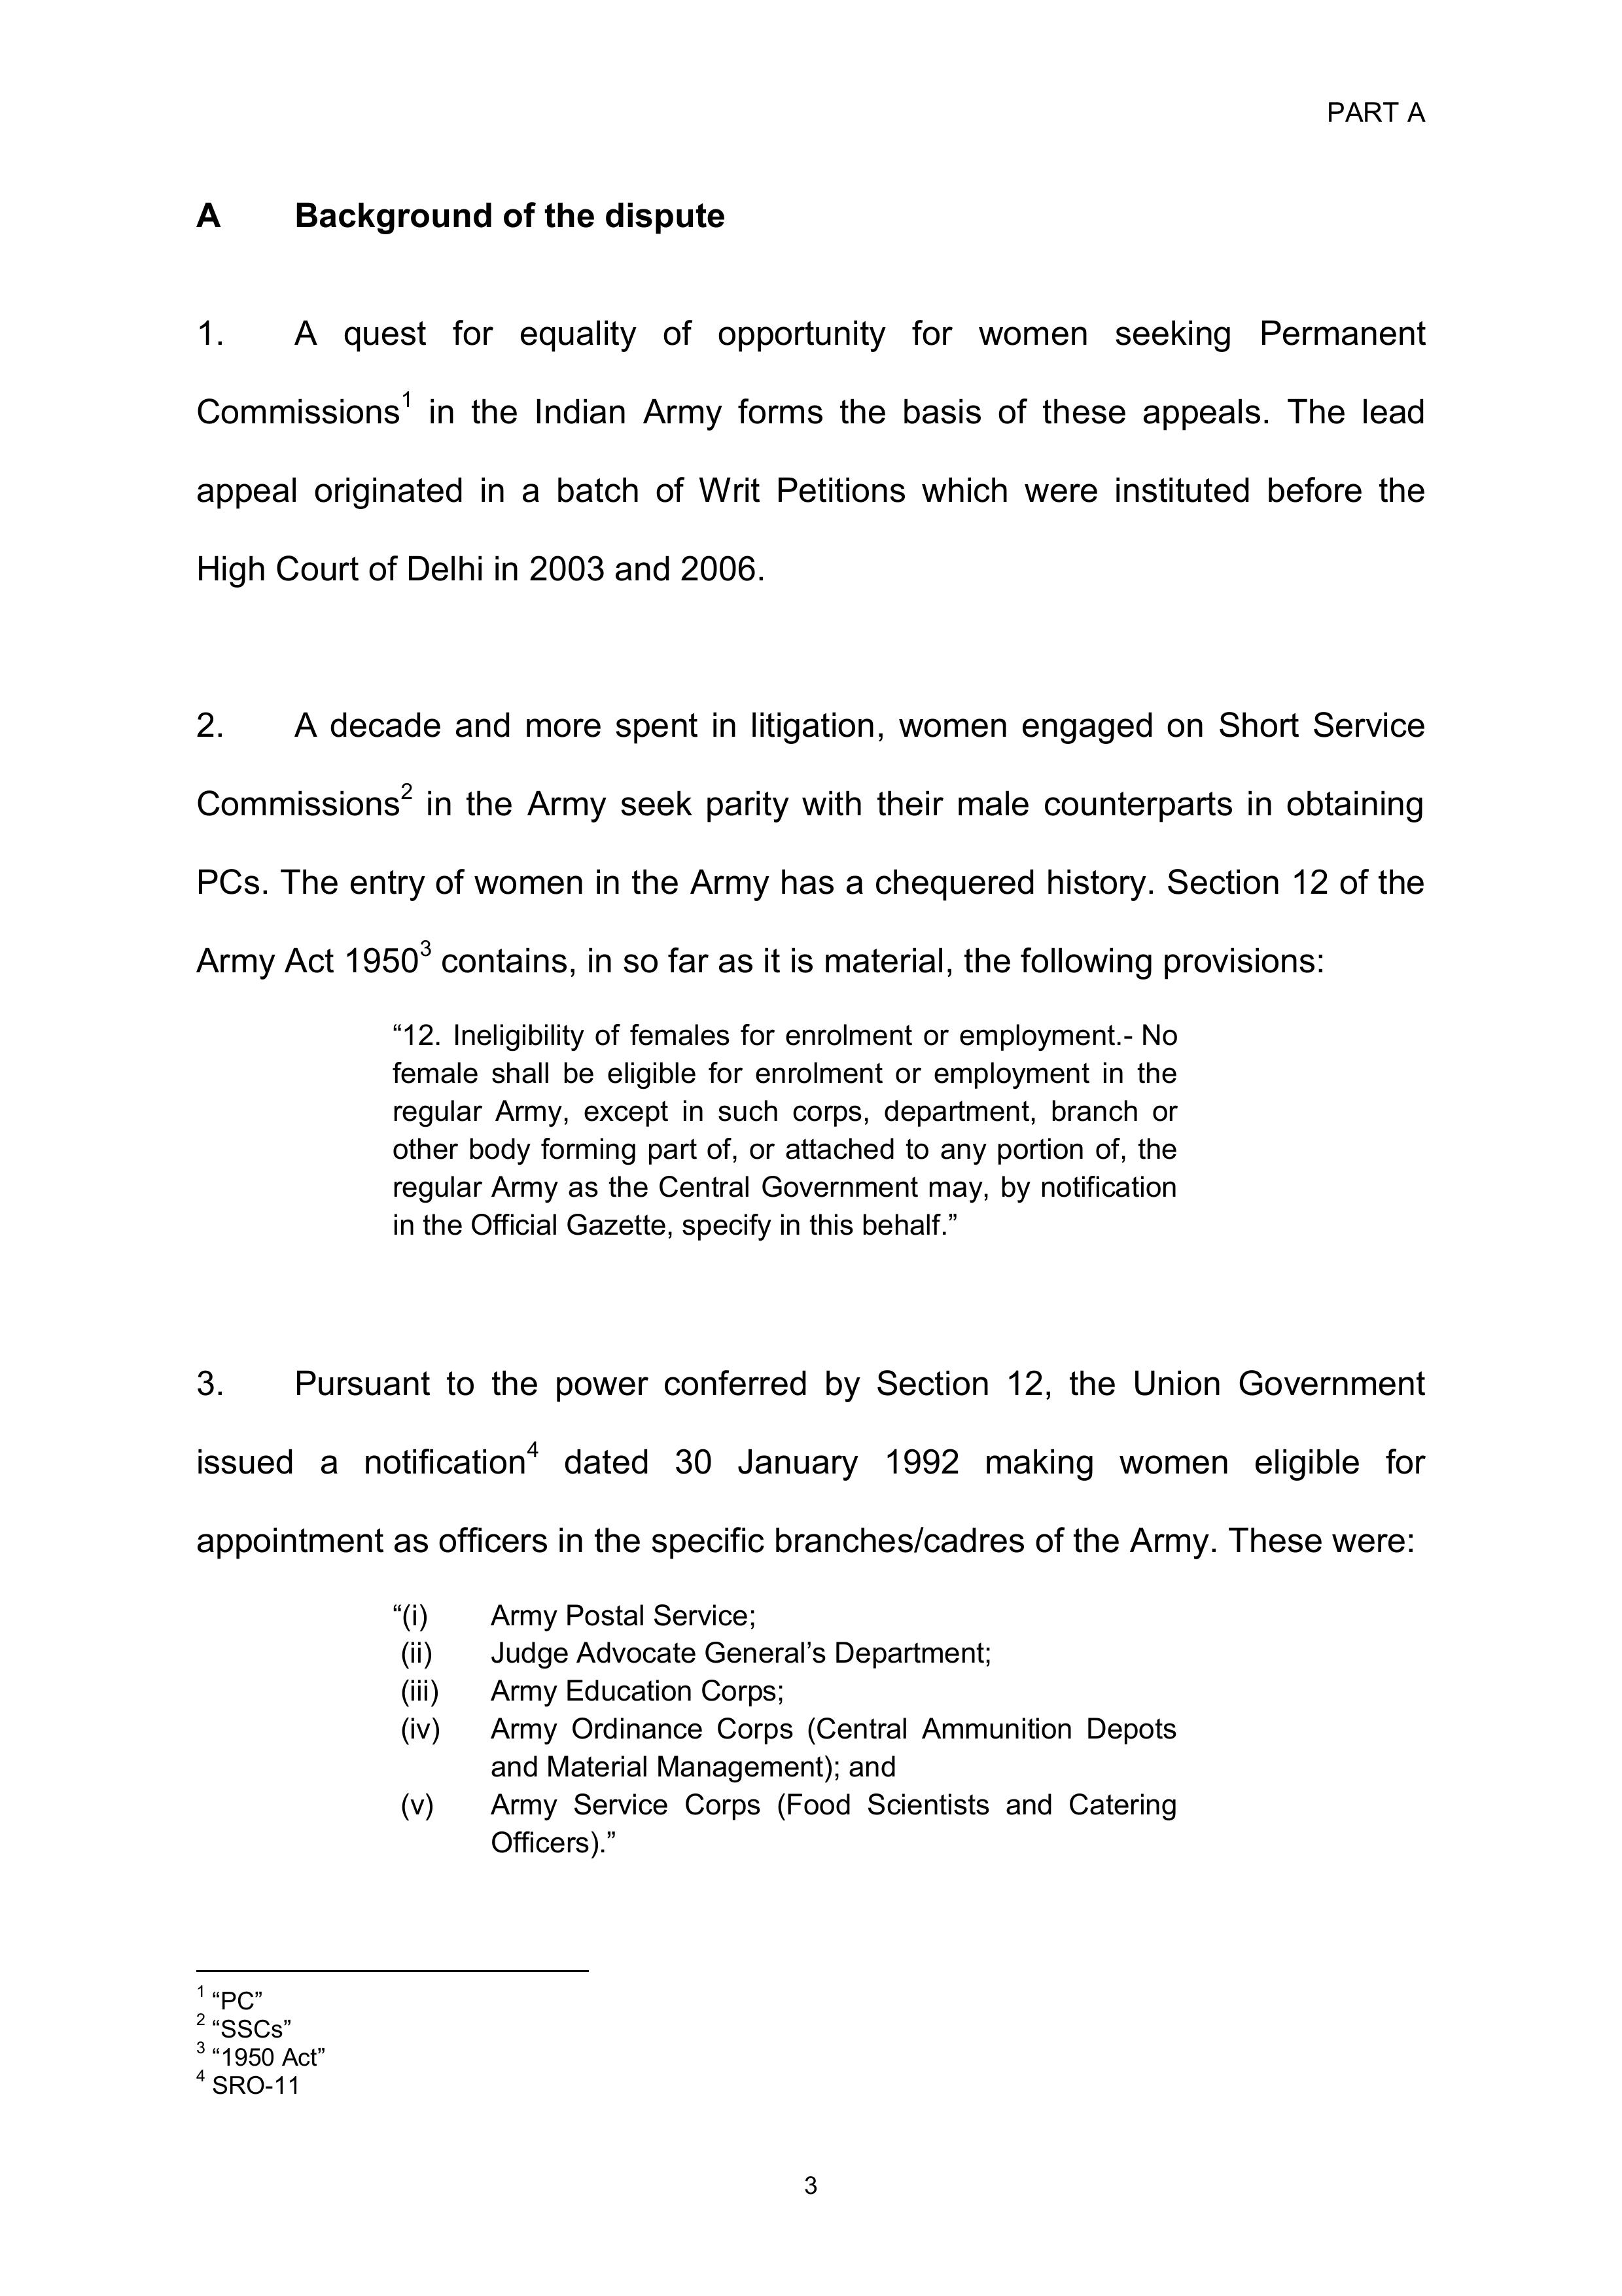 PART A
A Background of the dispute
1. A quest for equality of opportunity for women seeking Permanent
Commissions1 in the Indian Army forms the basis of these appeals. The lead
appeal originated in a batch of Writ Petitions which were instituted before the
High Court of Delhi in 2003 and 2006.
2. A decade and more spent in litigation, women engaged on Short Service
Commissions2 in the Army seek parity with their male counterparts in obtaining
PCs. The entry of women in the Army has a chequered history. Section 12 of the
Army Act 19503 contains, in so far as it is material, the following provisions:
“12. Ineligibility of females for enrolment or employment.- No
female shall be eligible for enrolment or employment in the
regular Army, except in such corps, department, branch or
other body forming part of, or attached to any portion of, the
regular Army as the Central Government may, by notification
in the Official Gazette, specify in this behalf.”
3. Pursuant to the power conferred by Section 12, the Union Government
issued a notification4 dated 30 January 1992 making women eligible for
appointment as officers in the specific branches/cadres of the Army. These were:
“(i) Army Postal Service;
(ii) Judge Advocate General’s Department;
(iii) Army Education Corps;
(iv) Army Ordinance Corps (Central Ammunition Depots
and Material Management); and
(v) Army Service Corps (Food Scientists and Catering
Officers).”
1 “PC”
2 “SSCs”
3 “1950 Act”
4 SRO-11
3